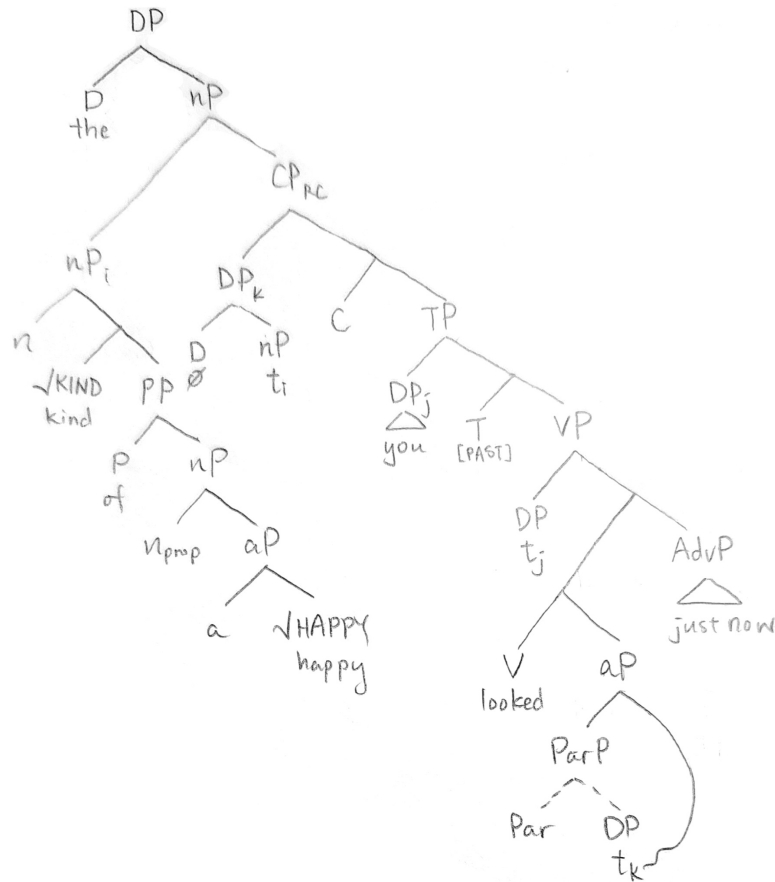 DP
D nP
the
CP_RC
nP_i DP_k
n C TP
D nP
√KIND PP ∅ t_i
kind
DP_j
you T VP
[PAST]
P nP
of
DP AdvP
t_j
n_prop aP
just now
a √HAPPY
happy
V aP
looked
ParP
Par DP
t_k